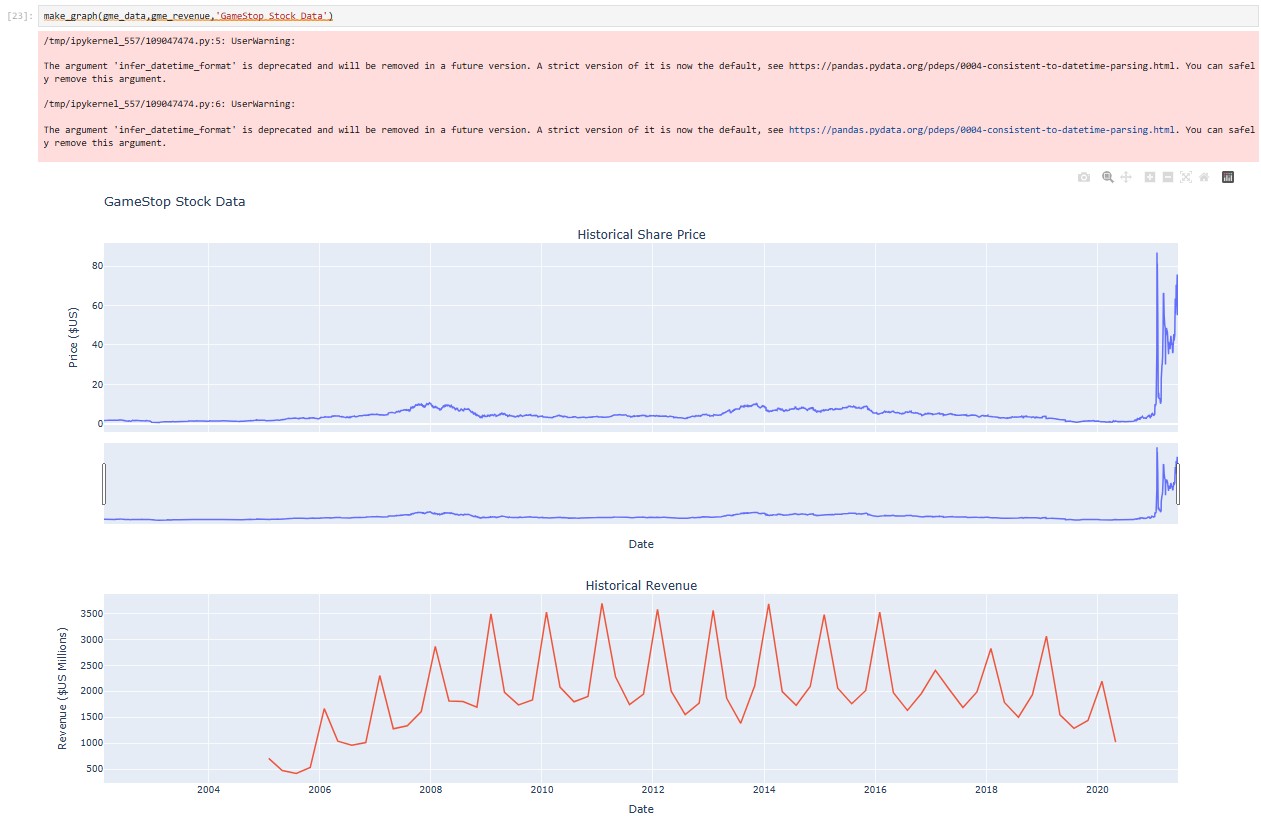 [23]: make_graph(gme_data,gme_revenue,'GameStop Stock Data')
/tmp/ipykernel_557/109047474.py:5: UserWarning:
The argument 'infer_datetime_format' is deprecated and will be removed in a future version. A strict version of it is now the default, see https://pandas.pydata.org/pdeps/0004-consistent-to-datetime-parsing.html. You can safel
y remove this argument.
/tmp/ipykernel_557/109047474.py:6: UserWarning:
The argument 'infer_datetime_format' is deprecated and will be removed in a future version. A strict version of it is now the default, see https://pandas.pydata.org/pdeps/0004-consistent-to-datetime-parsing.html. You can safel
y remove this argument.
GameStop Stock Data
Historical Share Price
80
60
40
20
0
Price ($US)
Date
Historical Revenue
3500
3000
2500
2000
1500
1000
500
Revenue ($US Millions)
2004 2006 2008 2010 2012 2014 2016 2018 2020
Date